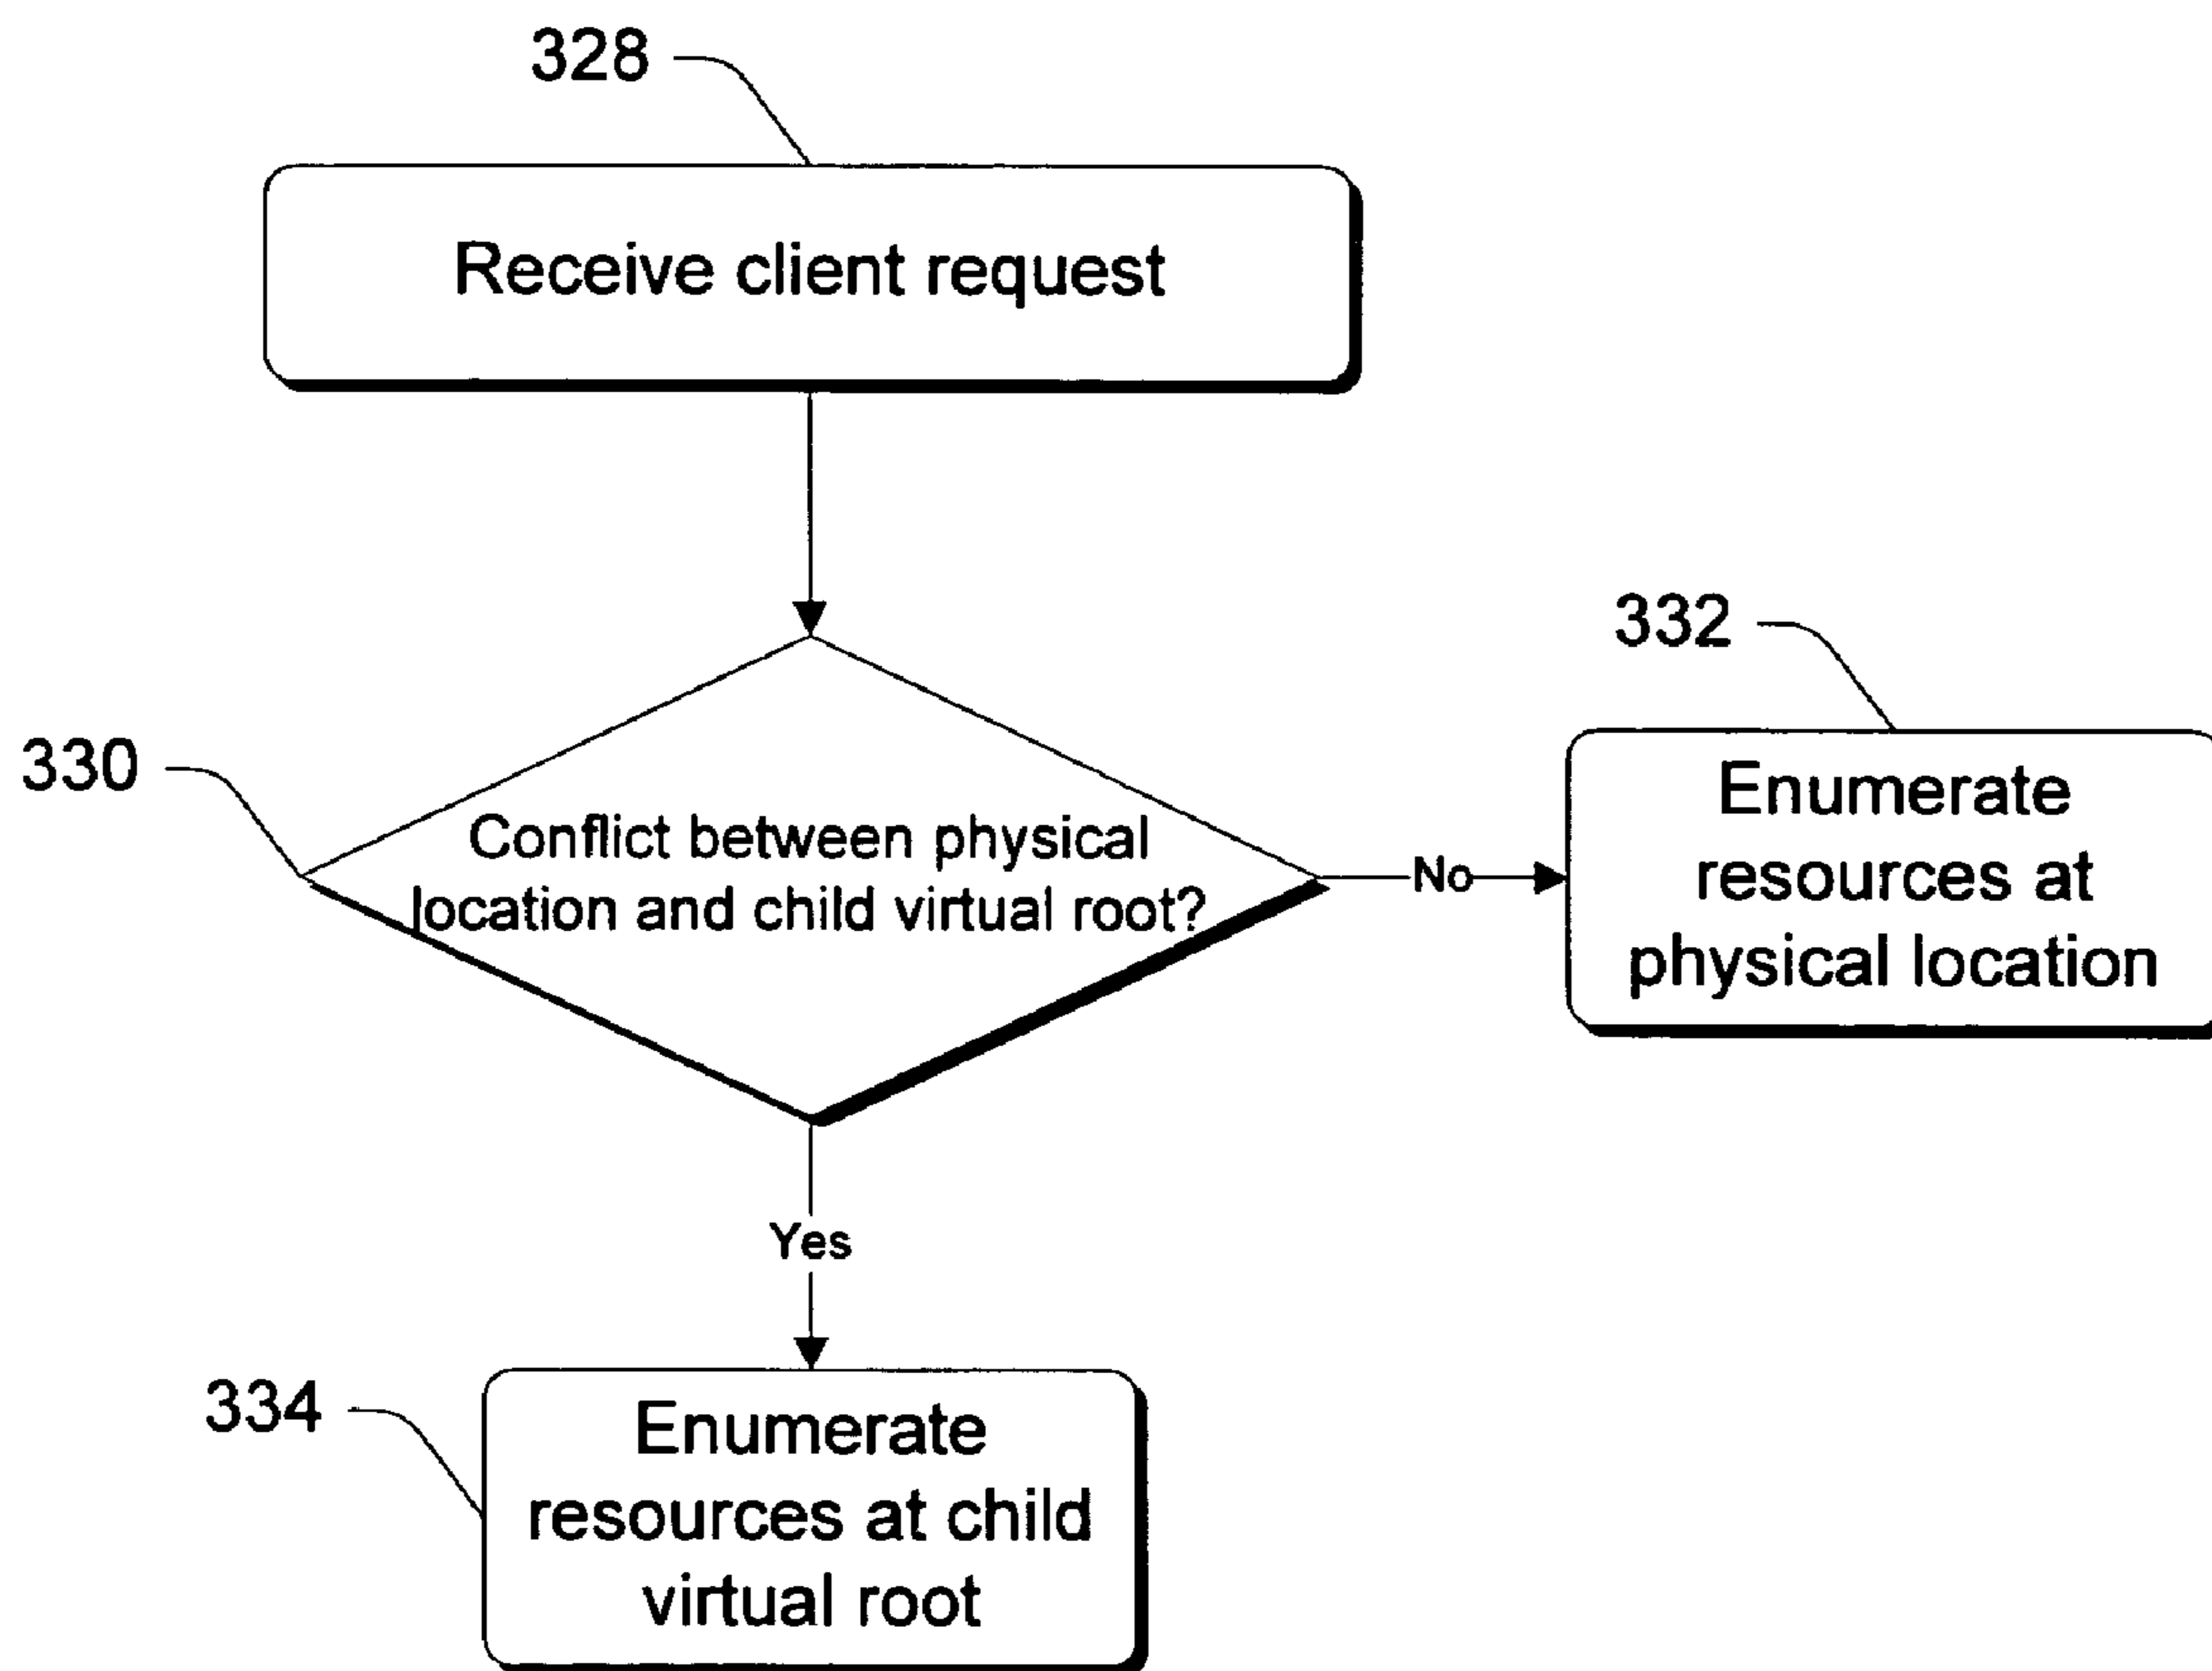 328
Receive client request
332
330
Conflict between physical
location and child virtual root?
No
Enumerate
resources at
physical location
Yes
334
Enumerate
resources at child
virtual root